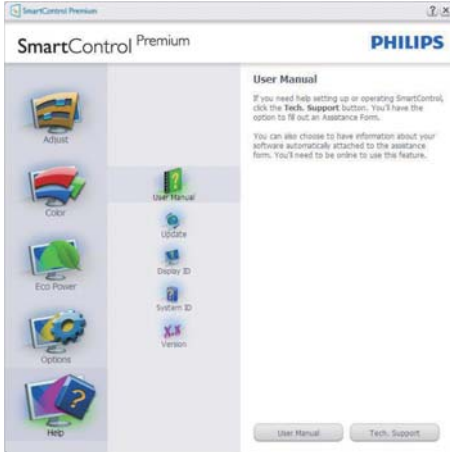 SmartControl Premium
? x
SmartControl Premium
PHILIPS
Adjust
Color
Eco Power
Options
Help
User Manual
Update
Display ID
System ID
X.x
Version
User Manual
If you need help setting up or operating SmartControl,
click the Tech. Support button. You'll have the
option to fill out an Assistance Form.
You can also choose to have information about your
software automatically attached to the assistance
form. You'll need to be online to use this feature.
User Manual
Tech. Support